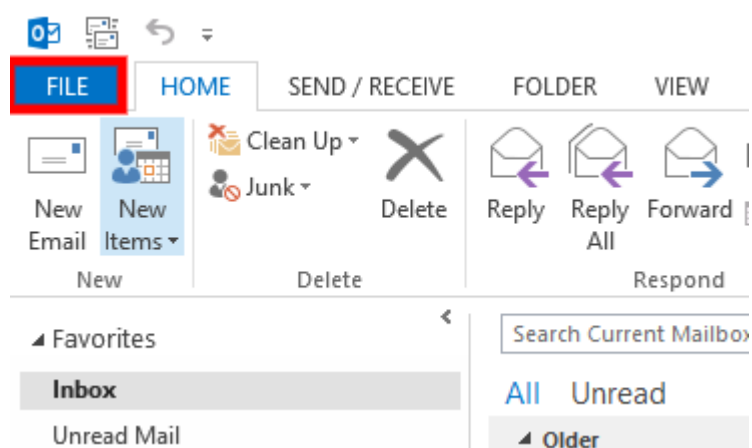 FILE HOME SEND / RECEIVE FOLDER VIEW
New Email
New Items
Clean Up
Junk
Delete
Reply
Reply All
Forward
New
Delete
Respond
Favorites
Inbox
Unread Mail
Search Current Mailbox
All Unread
Older